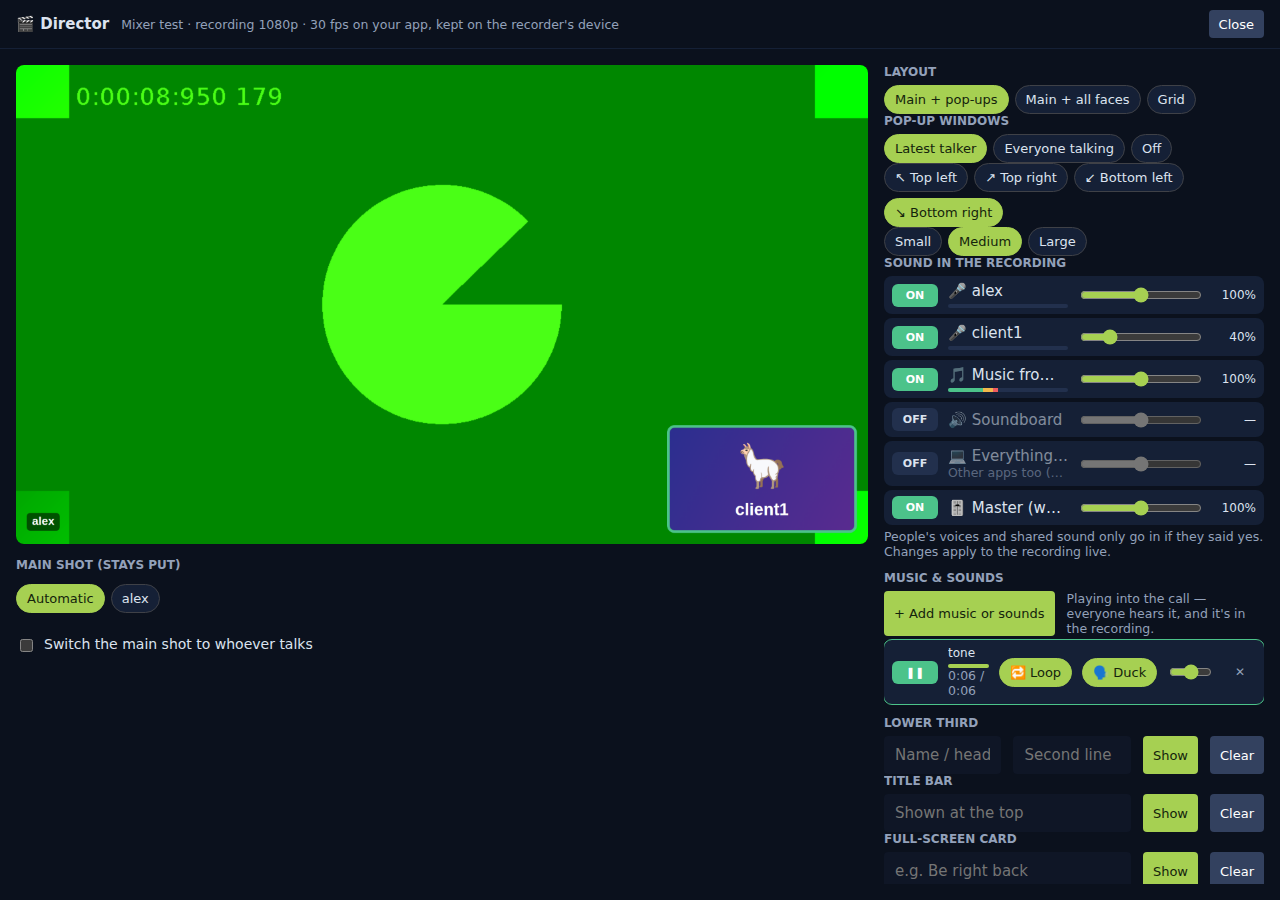 🎬 Director Mixer test · recording 1080p · 30 fps on your app, kept on the recorder's device Close
0:00:08:950 179
client1
alex
MAIN SHOT (STAYS PUT)
Automatic alex
Switch the main shot to whoever talks
LAYOUT
Main + pop-ups Main + all faces Grid
POP-UP WINDOWS
Latest talker Everyone talking Off
↖ Top left ↗ Top right ↙ Bottom left
↘ Bottom right
Small Medium Large
SOUND IN THE RECORDING
ON 🎤 alex 100%
ON 🎤 client1 40%
ON 🎵 Music fro… 100%
OFF 🔊 Soundboard —
OFF 💻 Everything… —
Other apps too (…
ON 🎚 Master (w… 100%
People's voices and shared sound only go in if they said yes.
Changes apply to the recording live.
MUSIC & SOUNDS
+ Add music or sounds
Playing into the call —
everyone hears it, and it's in
the recording.
tone
0:06 /
0:06
❚❚ 🔁 Loop 🗣 Duck ✕
LOWER THIRD
Name / head Second line Show Clear
TITLE BAR
Shown at the top Show Clear
FULL-SCREEN CARD
e.g. Be right back Show Clear